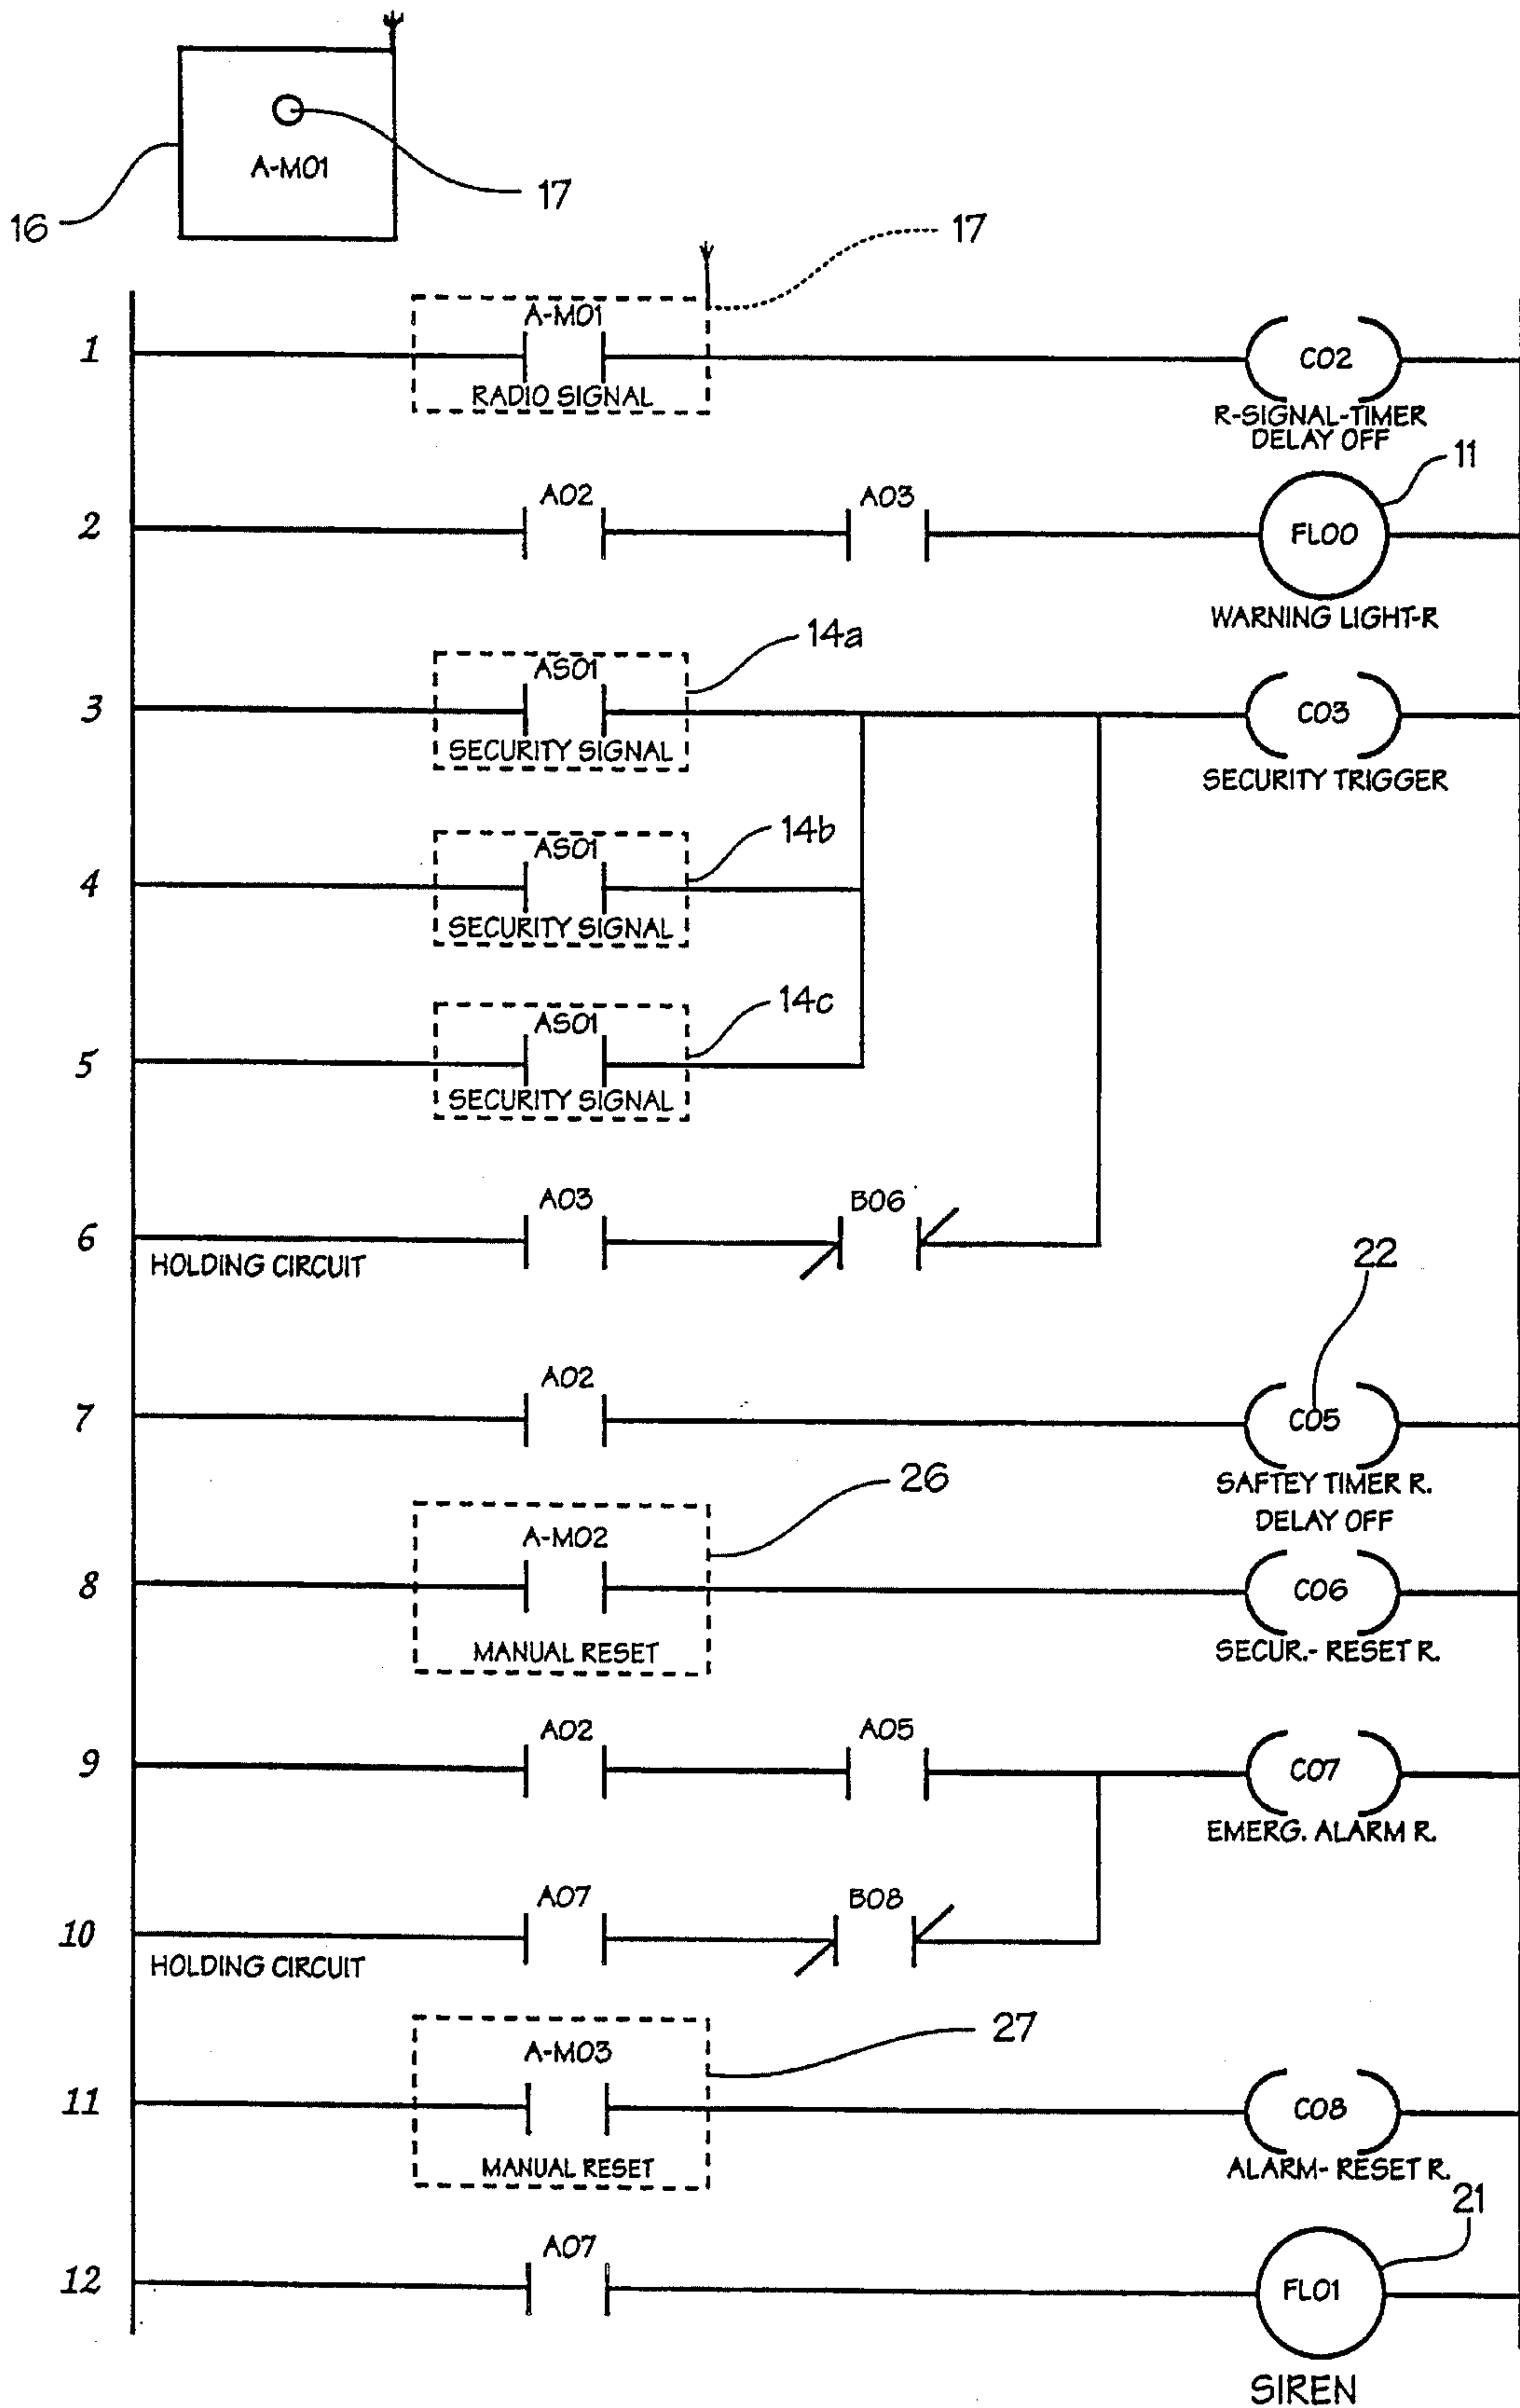 A-M01
17
16
17
1
A-M01
RADIO SIGNAL
C02
R-SIGNAL-TIMER
DELAY OFF
11
2
A02
A03
FL00
WARNING LIGHT-R
14a
3
AS01
SECURITY SIGNAL
C03
SECURITY TRIGGER
14b
4
AS01
SECURITY SIGNAL
14c
5
AS01
SECURITY SIGNAL
6
A03
B06
HOLDING CIRCUIT
22
7
A02
C05
SAFTEY TIMER R.
DELAY OFF
26
8
A-M02
MANUAL RESET
C06
SECUR.- RESET R.
9
A02
A05
C07
EMERG. ALARM R.
10
A07
B08
HOLDING CIRCUIT
27
11
A-M03
MANUAL RESET
C08
ALARM- RESET R.
21
12
A07
FL01
SIREN